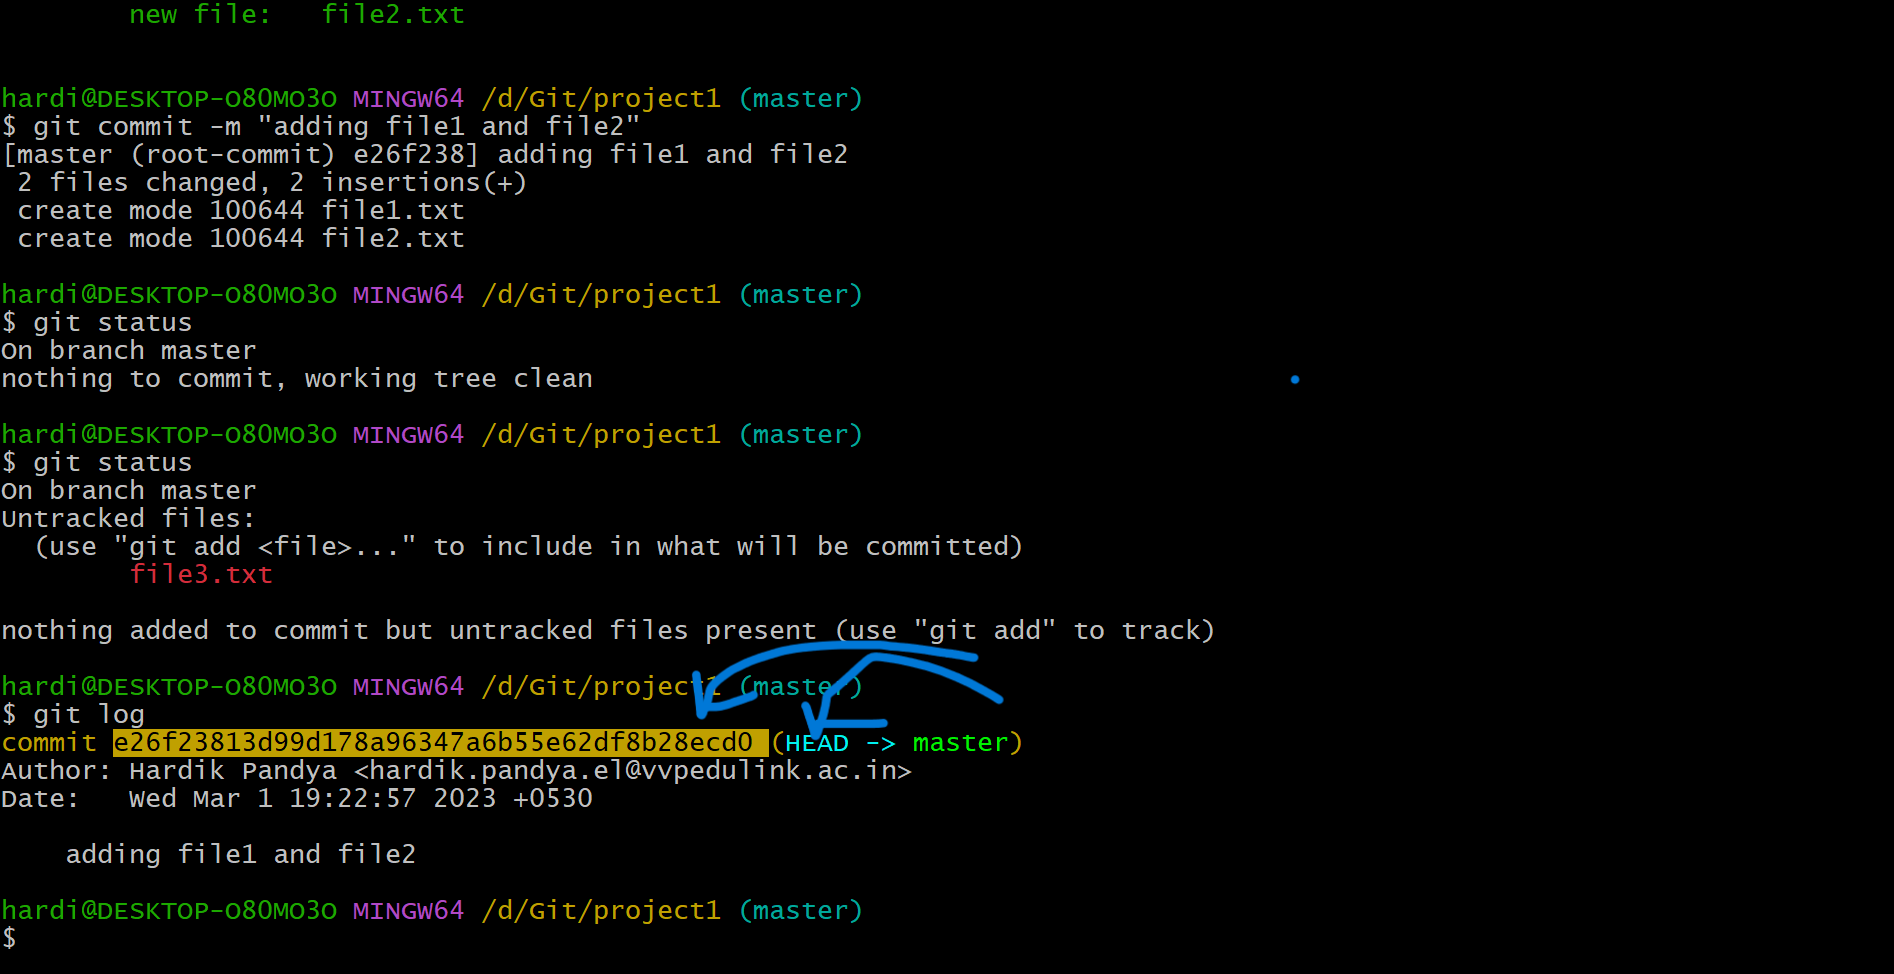 new file:   file2.txt
hardi@DESKTOP-O80MO3O MINGW64 /d/Git/project1 (master)
$ git commit -m "adding file1 and file2"
[master (root-commit) e26f238] adding file1 and file2
2 files changed, 2 insertions(+)
create mode 100644 file1.txt
create mode 100644 file2.txt
hardi@DESKTOP-O80MO3O MINGW64 /d/Git/project1 (master)
$ git status
On branch master
nothing to commit, working tree clean
hardi@DESKTOP-O80MO3O MINGW64 /d/Git/project1 (master)
$ git status
On branch master
Untracked files:
(use "git add <file>..." to include in what will be committed)
file3.txt
nothing added to commit but untracked files present (use "git add" to track)
hardi@DESKTOP-O80MO3O MINGW64 /d/Git/project1 (master)
$ git log
commit e26f23813d99d178a96347a6b55e62df8b28ecd0 (HEAD -> master)
Author: Hardik Pandya <hardik.pandya.el@vvpedulink.ac.in>
Date:   Wed Mar 1 19:22:57 2023 +0530
adding file1 and file2
hardi@DESKTOP-O80MO3O MINGW64 /d/Git/project1 (master)
$